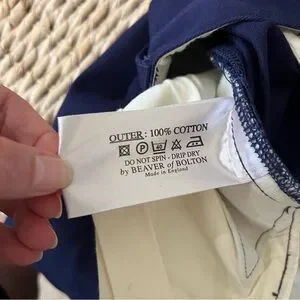 OUTER: 100% COTTON
P
DO NOT SPIN - DRIP DRY
by BEAVER of BOLTON
Made in England